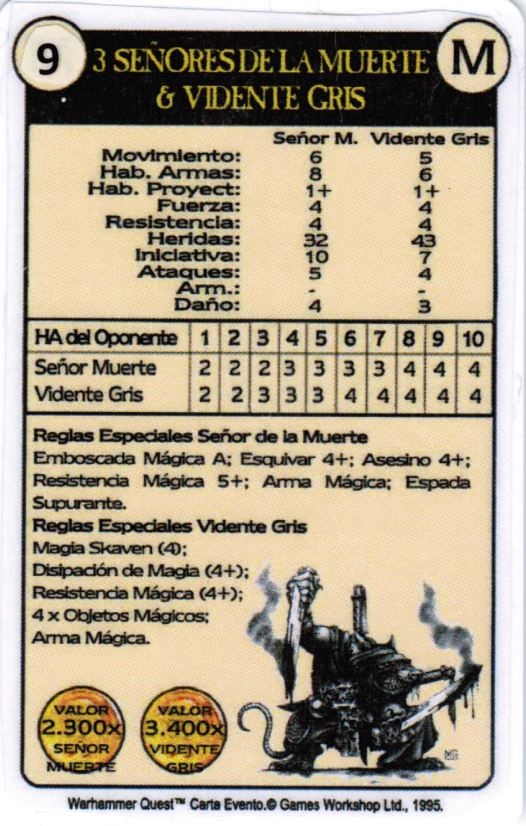 9
3 SEÑORES DE LA MUERTE
& VIDENTE GRIS
M
Señor M. Vidente Gris
Movimiento: 6 5
Hab. Armas: 8 6
Hab. Proyect: 1+ 1+
Fuerza: 4 4
Resistencia: 4 4
Heridas: 32 43
Iniciativa: 10 7
Ataques: 5 4
Arm.: - -
Daño: 4 3
HA del Oponente 1 2 3 4 5 6 7 8 9 10
Señor Muerte 2 2 2 3 3 3 3 4 4 4
Vidente Gris 2 2 3 3 3 4 4 4 4 4
Reglas Especiales Señor de la Muerte
Emboscada Mágica A; Esquivar 4+; Asesino 4+;
Resistencia Mágica 5+; Arma Mágica; Espada
Supurante.
Reglas Especiales Vidente Gris
Magia Skaven (4);
Disipación de Magia (4+);
Resistencia Mágica (4+);
4 x Objetos Mágicos;
Arma Mágica.
VALOR
2.300x
SEÑOR
MUERTE
VALOR
3.400x
VIDENTE
GRIS
Warhammer Quest™ Carta Evento.© Games Workshop Ltd., 1995.